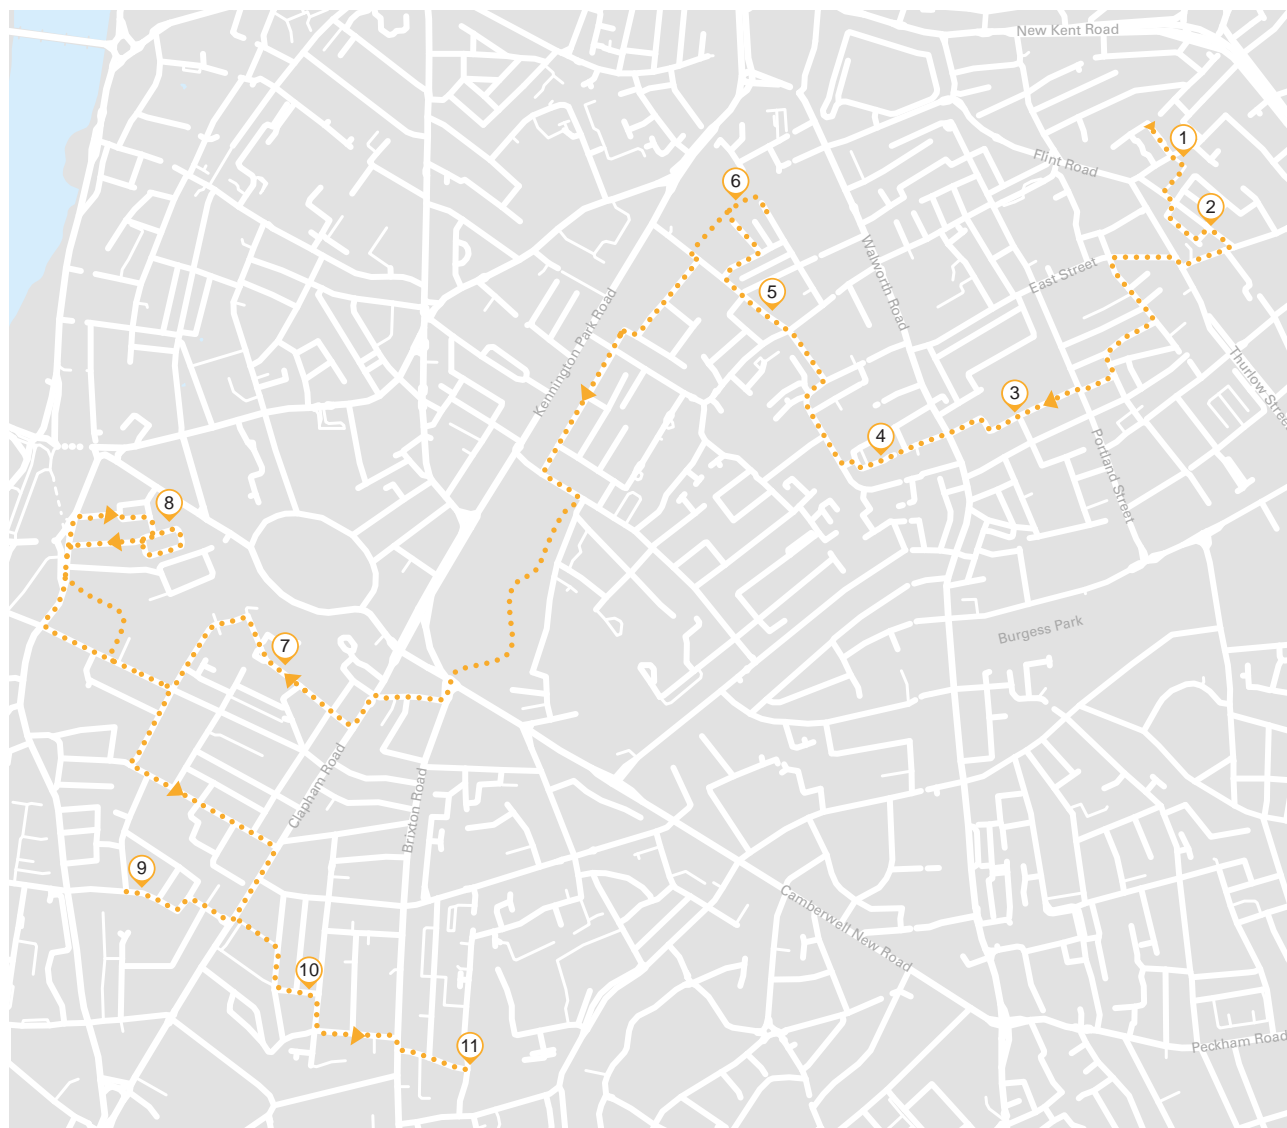 New Kent Road
1
Flint Road
6
2
Walworth Road
East Street
5
Kennington Park Road
Thurlow Street
3
4
Portland Street
8
Burgess Park
7
Clapham Road
Brixton Road
9
Camberwell New Road
10
11
Peckham Road